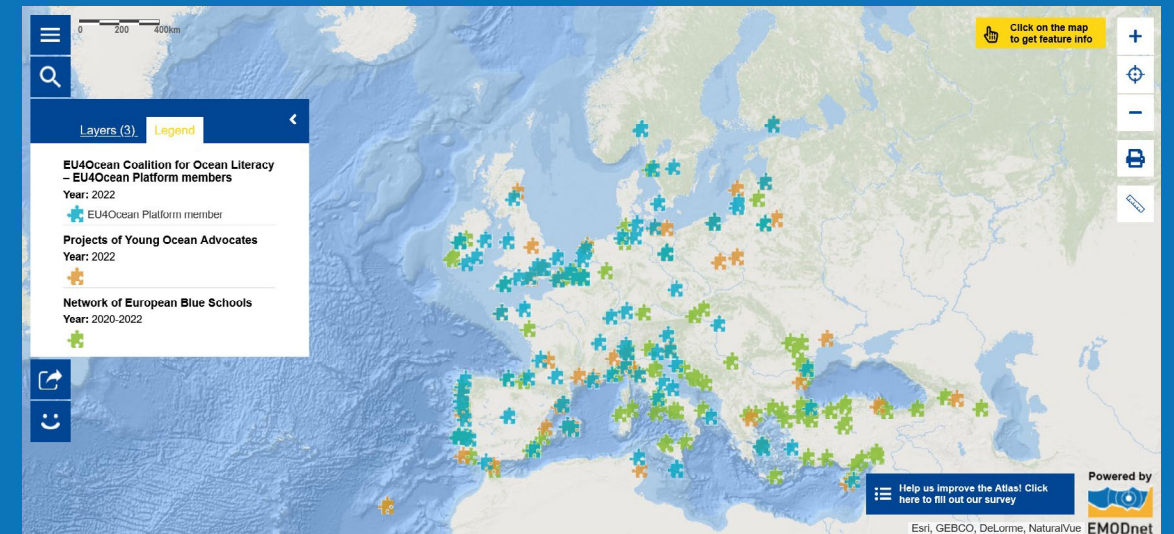 0 200 400km
Click on the map
to get feature info
Layers (3)
Legend
EU4Ocean Coalition for Ocean Literacy
– EU4Ocean Platform members
Year: 2022
EU4Ocean Platform member
Projects of Young Ocean Advocates
Year: 2022
Network of European Blue Schools
Year: 2020-2022
Help us improve the Atlas! Click
here to fill out our survey
Powered by
EMODnet
Esri, GEBCO, DeLorme, NaturalVue